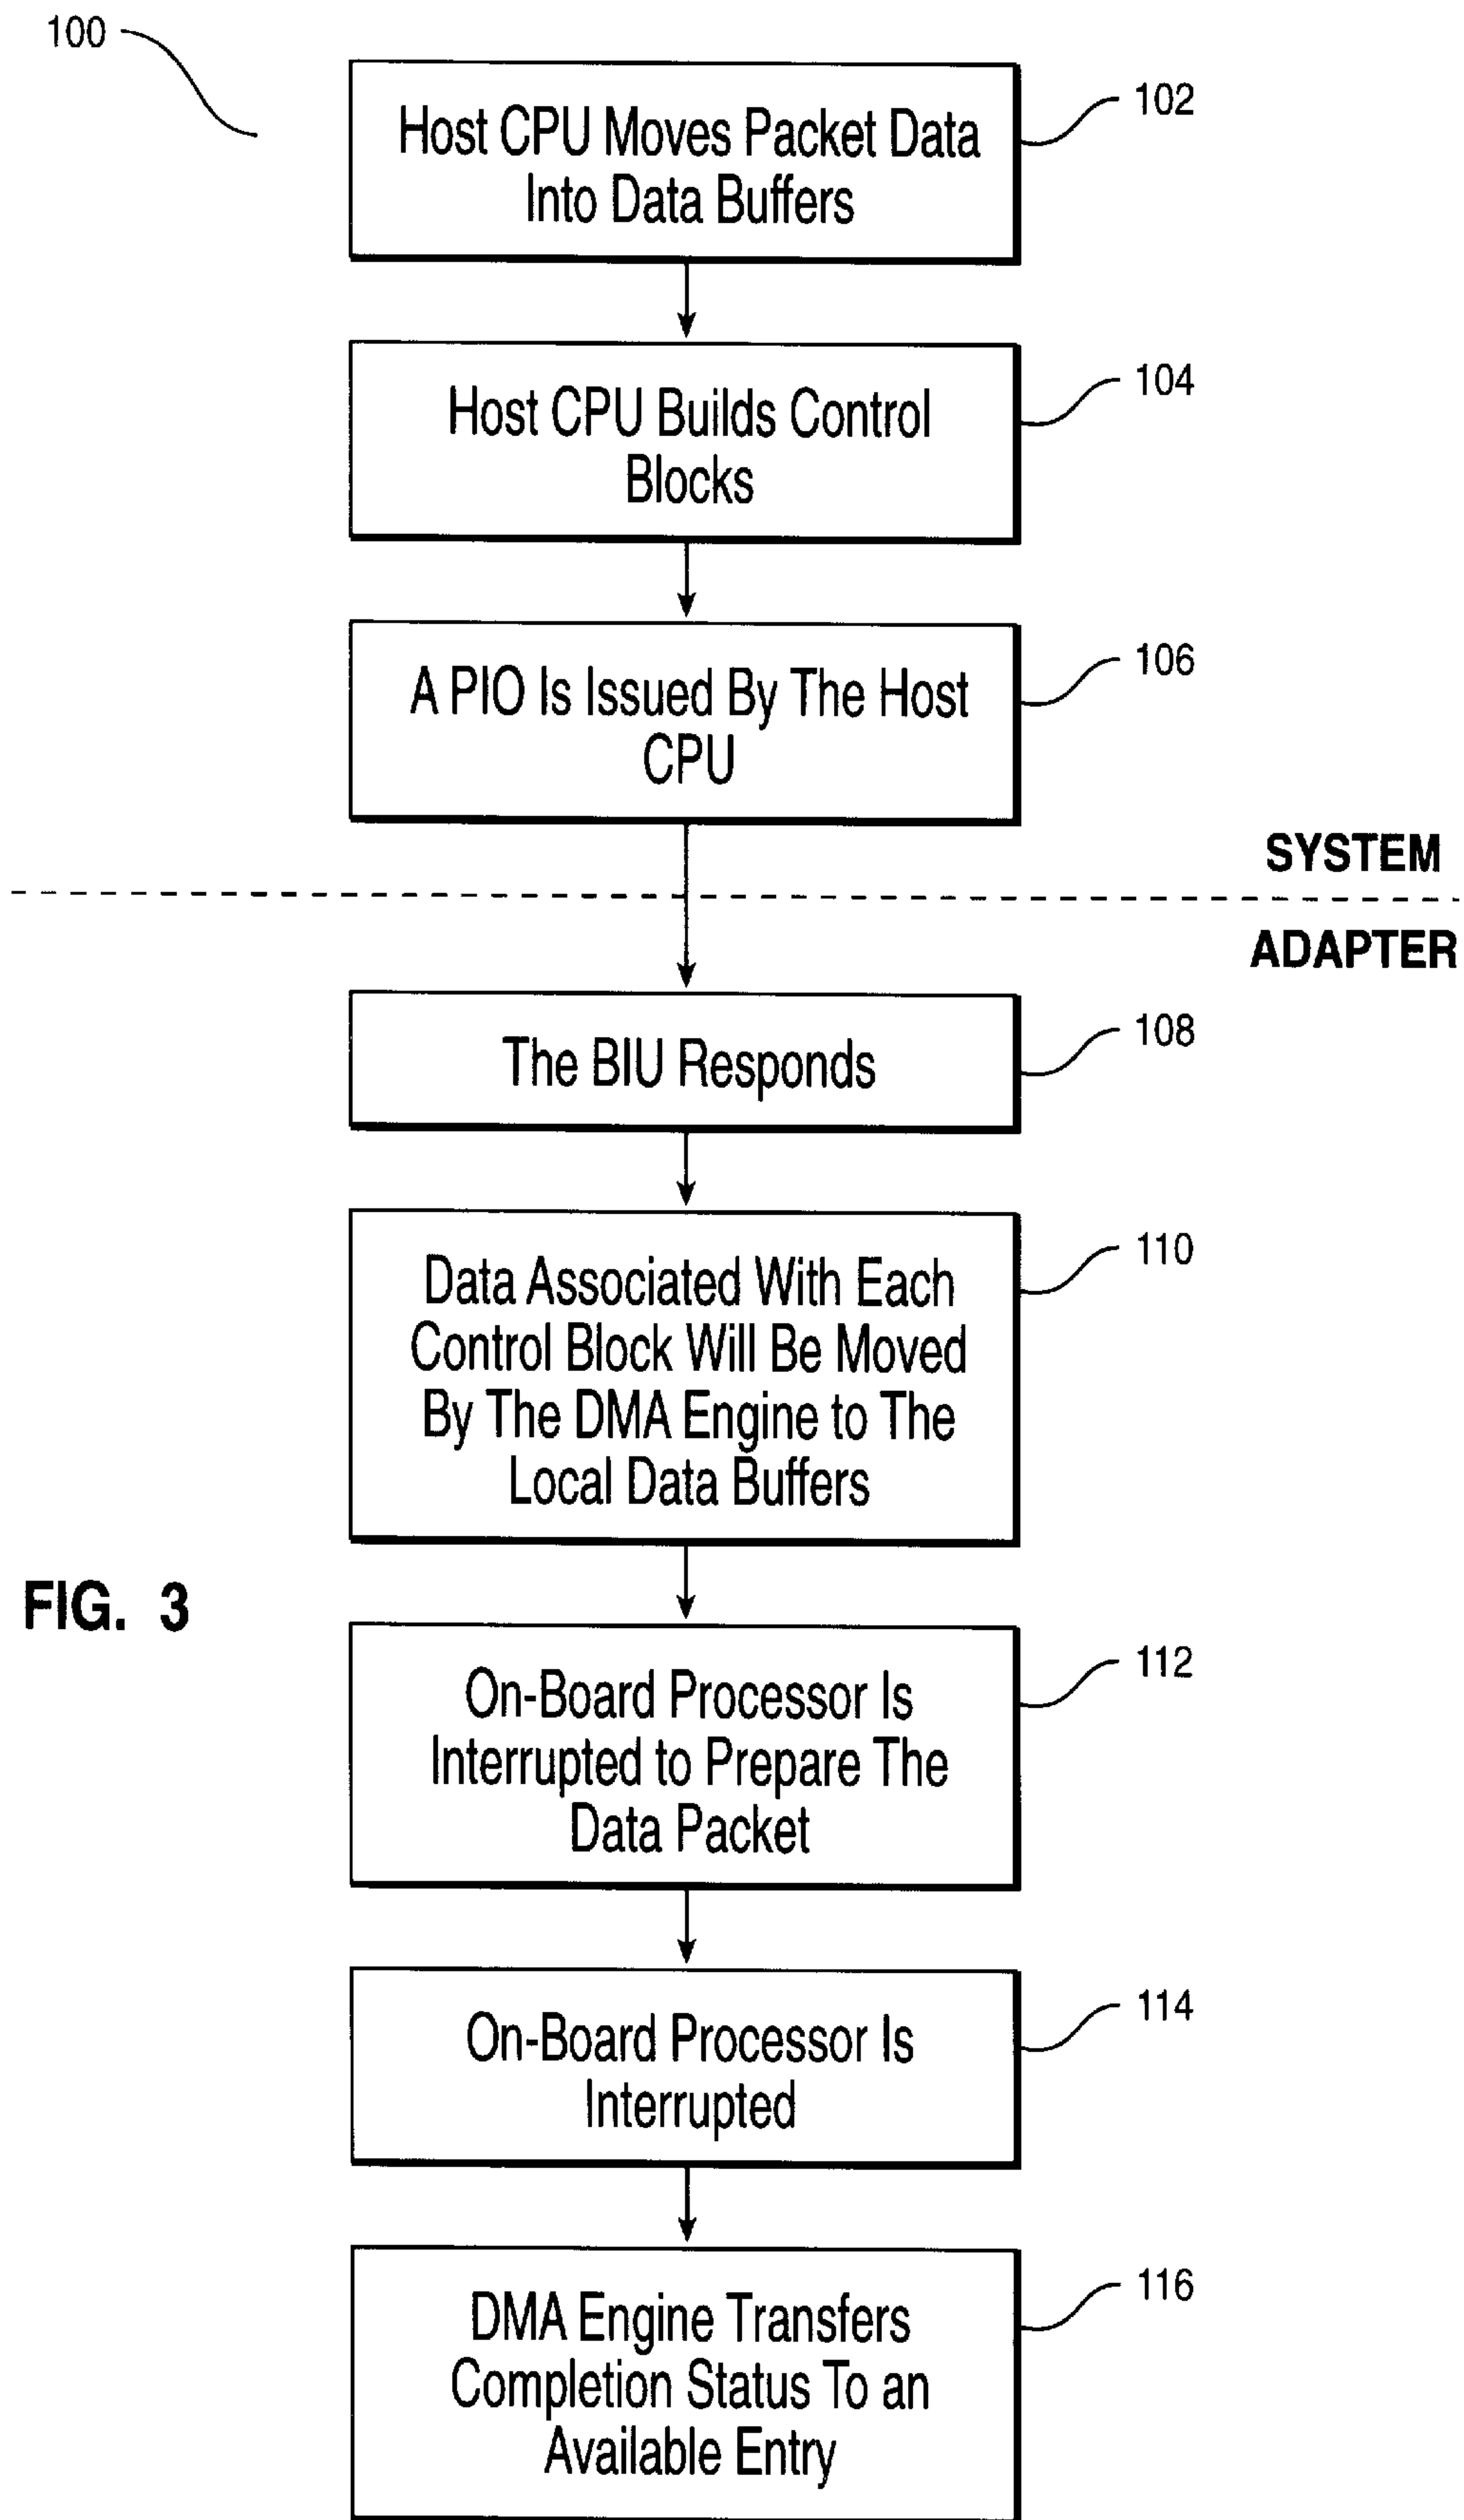 100
Host CPU Moves Packet Data
Into Data Buffers
102
Host CPU Builds Control
Blocks
104
A PIO Is Issued By The Host
CPU
106
SYSTEM
ADAPTER
The BIU Responds
108
Data Associated With Each
Control Block Will Be Moved
By The DMA Engine to The
Local Data Buffers
110
FIG. 3
On-Board Processor Is
Interrupted to Prepare The
Data Packet
112
On-Board Processor Is
Interrupted
114
DMA Engine Transfers
Completion Status To an
Available Entry
116